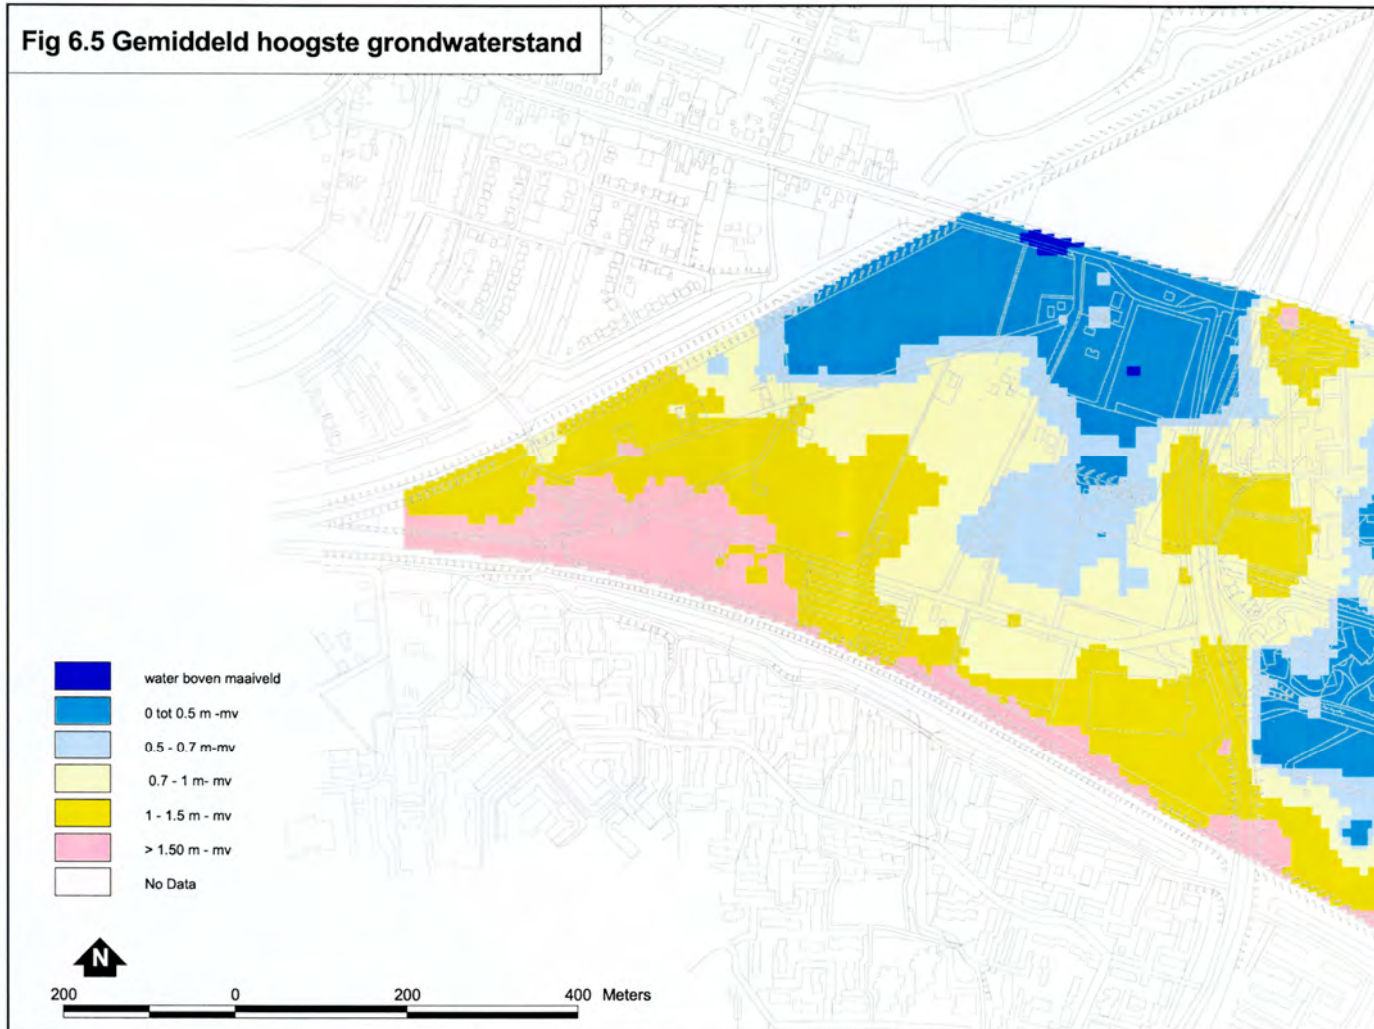 Fig 6.5 Gemiddeld hoogste grondwaterstand
water boven maaiveld
0 tot 0.5 m -mv
0.5 - 0.7 m-mv
0.7 - 1 m- mv
1 - 1.5 m - mv
> 1.50 m - mv
No Data
N
200 0 200 400 Meters